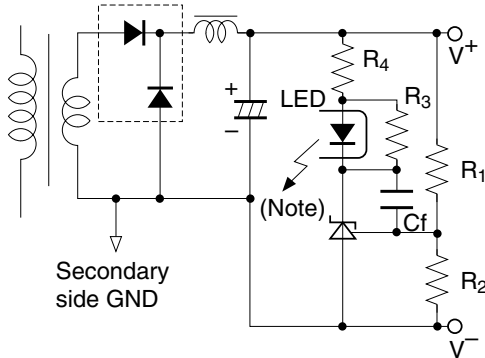 V+
R4
LED
R3
+
–
R1
(Note)
Cf
Secondary
side GND
R2
V–